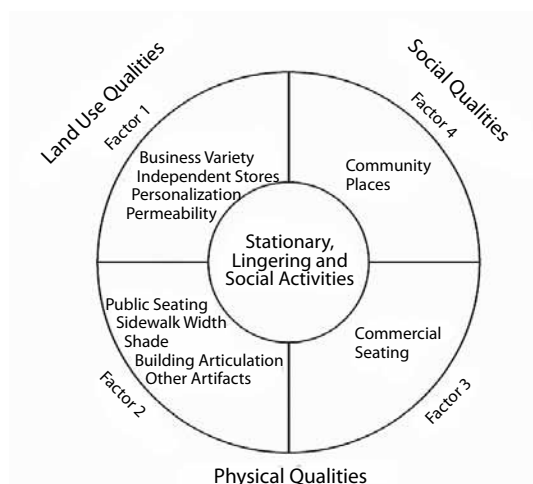 Land Use Qualities
Factor 1
Social Qualities
Factor 4
Business Variety
Independent Stores
Personalization
Permeability
Community
Places
Stationary,
Lingering and
Social Activities
Public Seating
Sidewalk Width
Shade
Building Articulation
Other Artifacts
Factor 2
Commercial
Seating
Factor 3
Physical Qualities